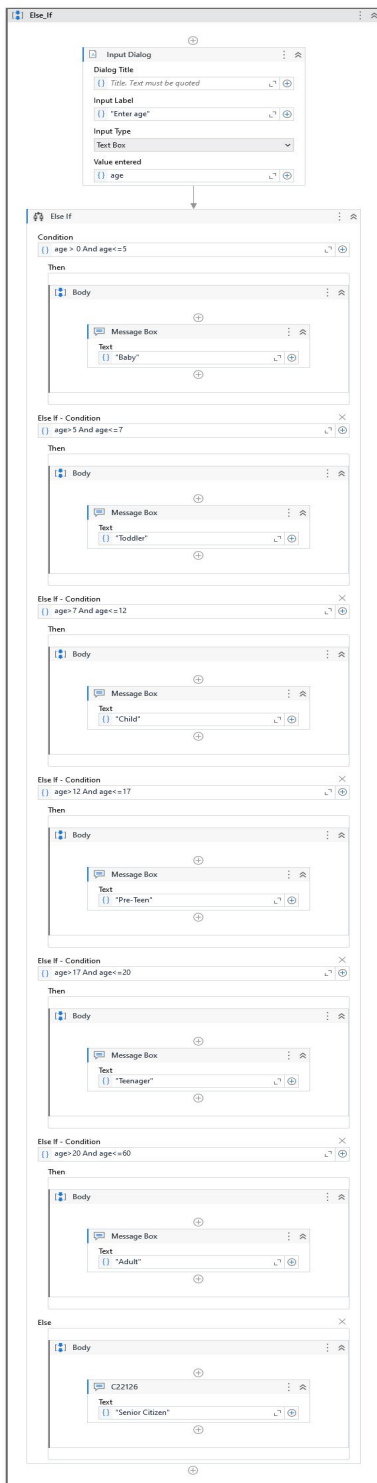 Else_If
Input Dialog
Dialog Title
Title. Text must be quoted
Input Label
"Enter age"
Input Type
Text Box
Value entered
age
Else If
Condition
age > 0 And age<=5
Then
Body
Message Box
Text
"Baby"
Else If - Condition
age>5 And age<=7
Then
Body
Message Box
Text
"Toddler"
Else If - Condition
age>7 And age<=12
Then
Body
Message Box
Text
"Child"
Else If - Condition
age>12 And age<=17
Then
Body
Message Box
Text
"Pre-Teen"
Else If - Condition
age>17 And age<=20
Then
Body
Message Box
Text
"Teenager"
Else If - Condition
age>20 And age<=60
Then
Body
Message Box
Text
"Adult"
Else
Body
C22126
Text
"Senior Citizen"